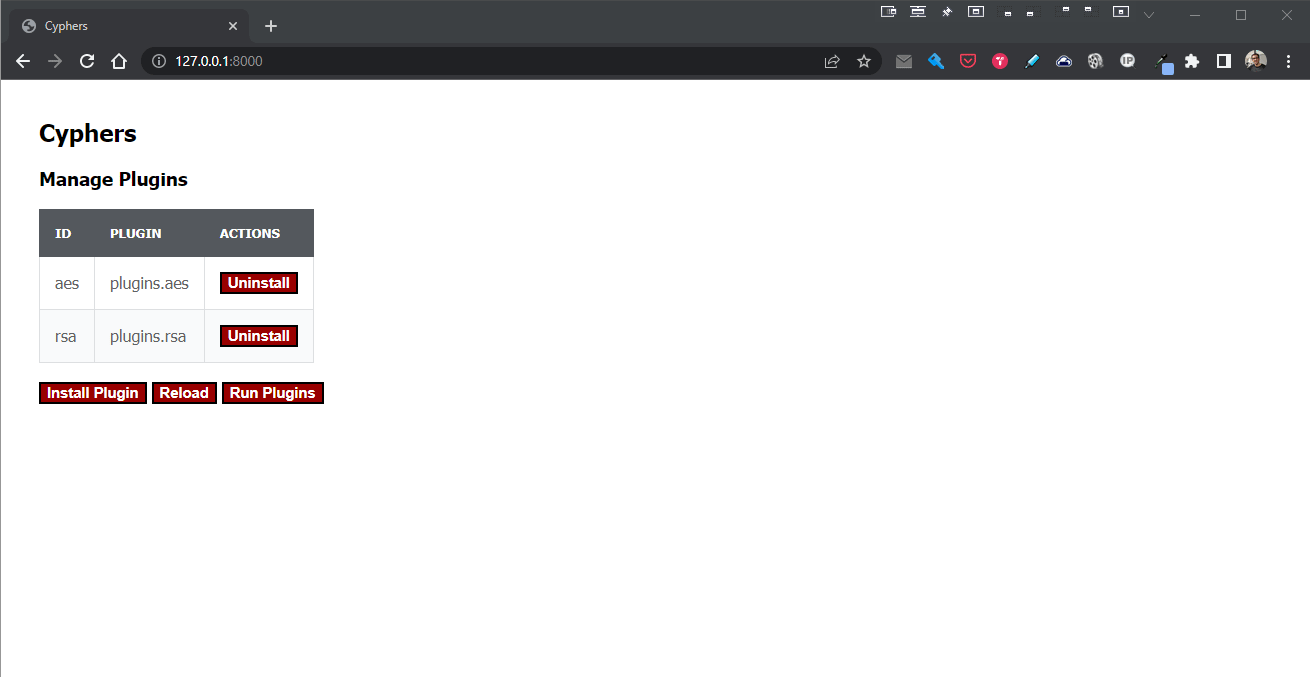 Cyphers
127.0.0.1:8000
IP
Cyphers
Manage Plugins
ID PLUGIN ACTIONS
aes plugins.aes Uninstall
rsa plugins.rsa Uninstall
Install Plugin Reload Run Plugins